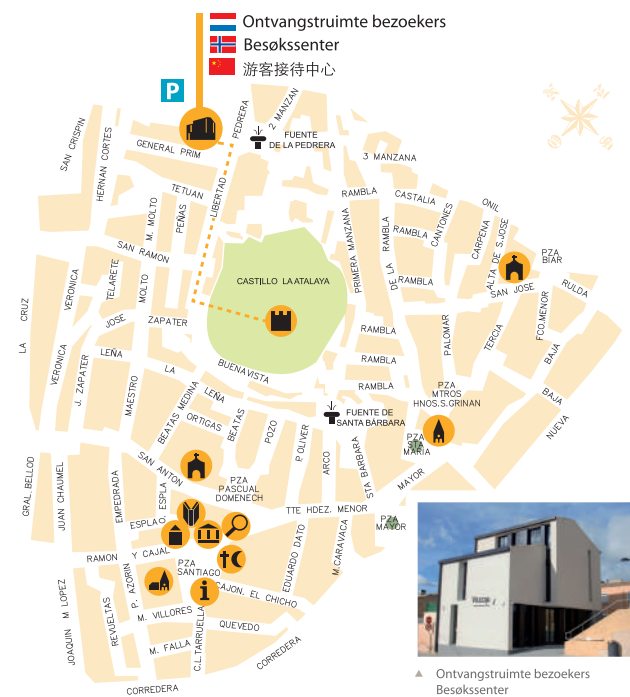 Ontvangstruimte bezoekers
Besøkssenter
游客接待中心
P
PEDRERA
2 MANZAN
FUENTE
DE LA PEDRERA
SAN CRISPIN
HERNAN CORTES
GENERAL PRIM
3 MANZANA
TETUAN
LIBERTAD
RAMBLA
CASTALIA
ONIL
M. MOLTO
PEÑAS
PRIMERA MANZANA
RAMBLA
DE LA
RAMBLA
CANTONES
CARPENA
ALTA DE S.JOSE
PZA
BIAR
SAN RAMON
TELARETE
MOLTO
CASTILLO LA ATALAYA
RAMBLA
SAN JOSE
RULDA
LA CRUZ
VERONICA
VERONICA
JOSE
ZAPATER
RAMBLA
PALOMAR
TERCIA
FCO.MENOR
BAJA
J. ZAPATER
LEÑA
LA
BUENAVISTA
RAMBLA
RAMBLA
MAESTRO
BEATAS MEDINA
LEÑA
ORTIGAS
BEATAS
POZO
P. OLIVER
FUENTE DE
SANTA BÁRBARA
PZA
MTROS
HNOS.S.GRINAN
BAJA
NUEVA
PZA
STA
MARIA
GRAL.BELLOD
JUAN CHAUMEL
EMPEDRADA
SAN ANTON
O. ESPLA
PZA
PASCUAL
DOMENECH
ARCO
STA BARBARA
MAYOR
ESPLA
TTE HDEZ. MENOR
PZA
MAYOR
RAMON
Y CAJAL
PZA
SANTIAGO
EDUARDO DATO
M.CARAVACA
JOAQUIN M LOPEZ
REVUELTAS
P. AZORIN
CAJON. EL CHICHO
M. VILLORES
C.L.TARRUELLA
QUEVEDO
M. FALLA
CORREDERA
CORREDERA
Ontvangstruimte bezoekers
Besøkssenter